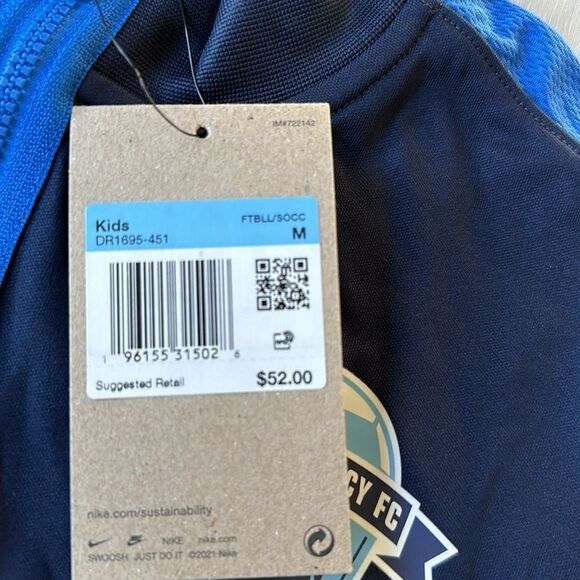 IM#722142
Kids FTBLL/SOCC
DR1695-451 M
1 96155 31502 6
Suggested Retail $52.00
CY FC
nike.com/sustainability
NIKE nike.com
SWOOSH JUST DO IT ©2021 Nike